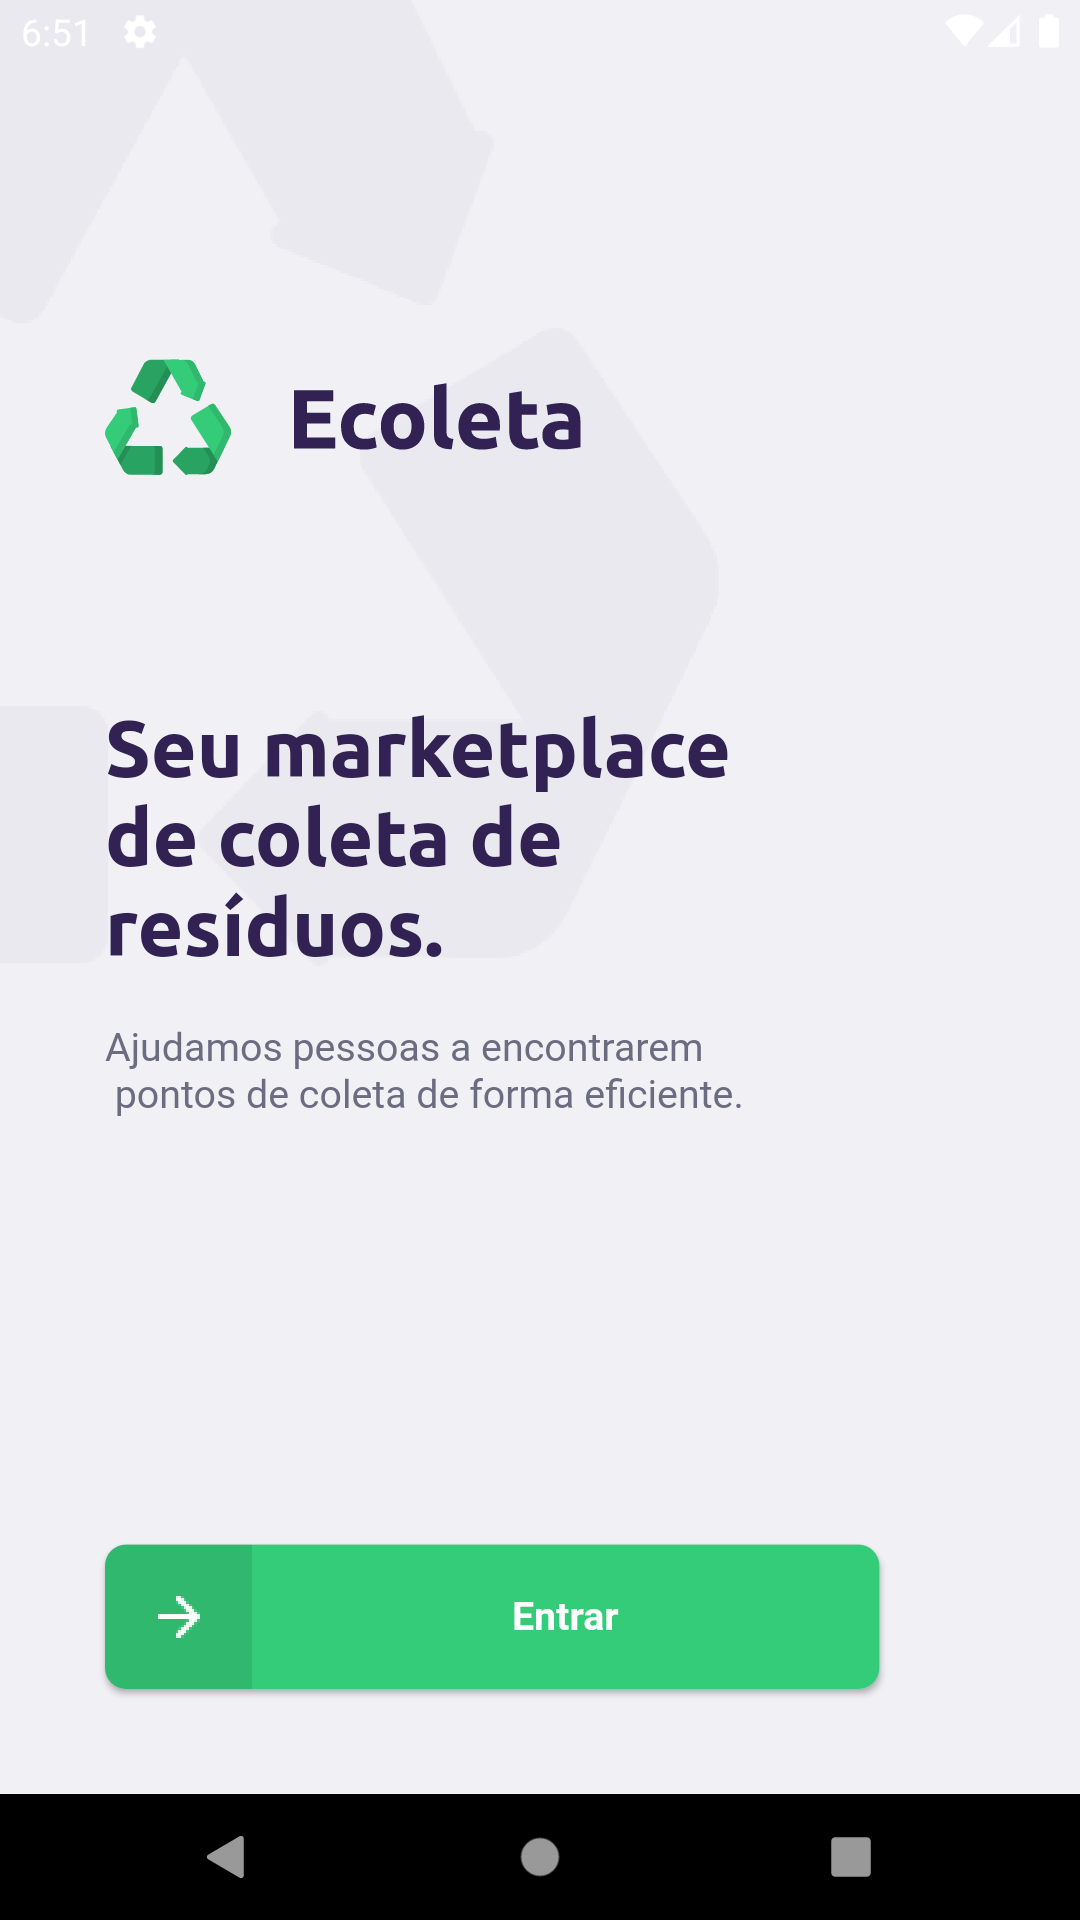 6:51
Ecoleta
Seu marketplace
de coleta de
resíduos.
Ajudamos pessoas a encontrarem
pontos de coleta de forma eficiente.
Entrar